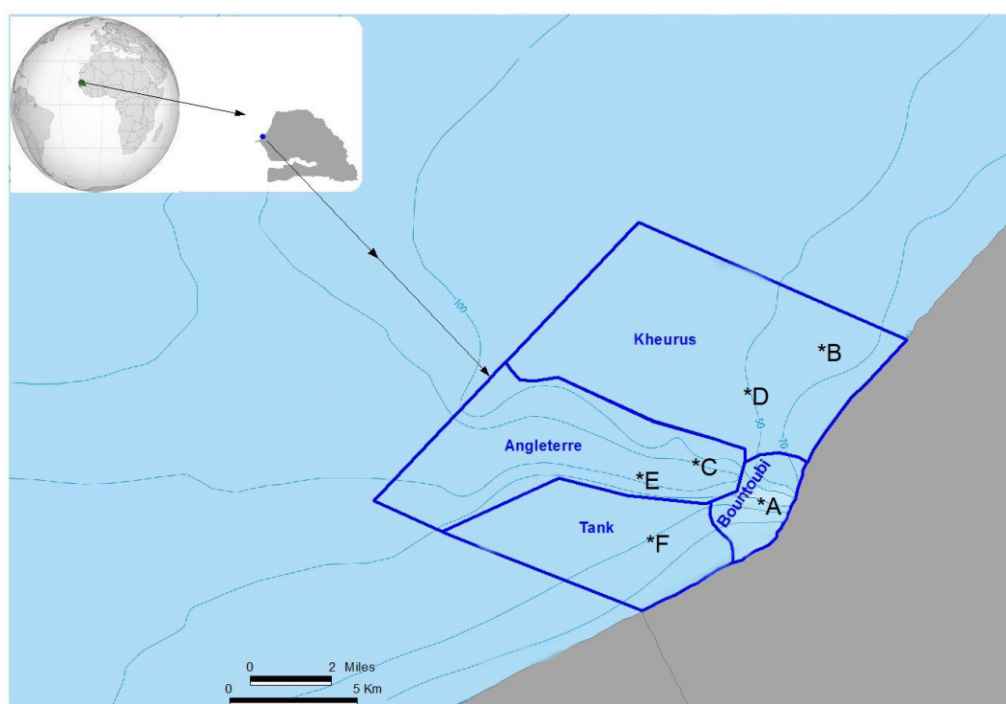 100
Kheurus
*B
*D
50
20
Angleterre
*C
*E
Bountoubi
*A
Tank
*F
0 2 Miles
0 5 Km